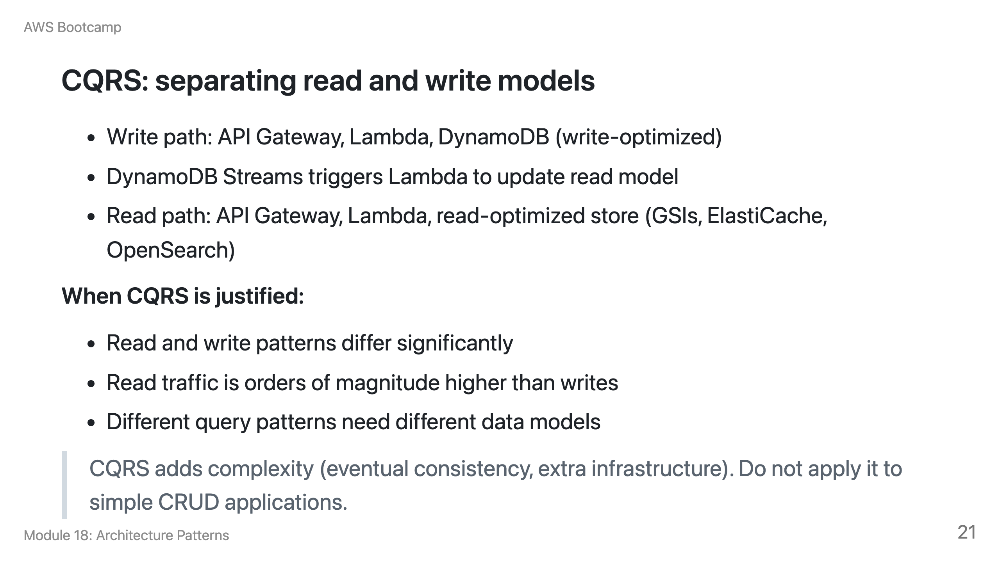 AWS Bootcamp
CQRS: separating read and write models
• Write path: API Gateway, Lambda, DynamoDB (write-optimized)
• DynamoDB Streams triggers Lambda to update read model
• Read path: API Gateway, Lambda, read-optimized store (GSIs, ElastiCache,
OpenSearch)
When CQRS is justified:
• Read and write patterns differ significantly
• Read traffic is orders of magnitude higher than writes
• Different query patterns need different data models
CQRS adds complexity (eventual consistency, extra infrastructure). Do not apply it to
simple CRUD applications.
Module 18: Architecture Patterns
21